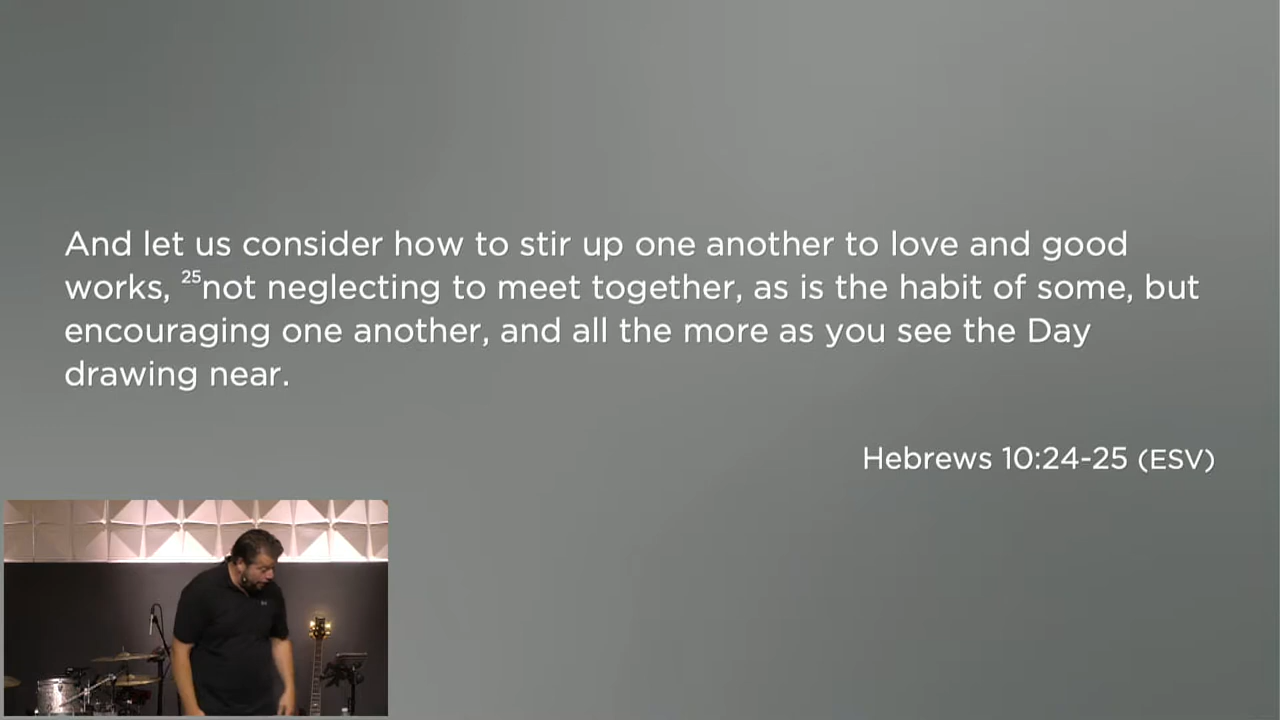 And let us consider how to stir up one another to love and good
works, 25not neglecting to meet together, as is the habit of some, but
encouraging one another, and all the more as you see the Day
drawing near.
Hebrews 10:24-25 (ESV)